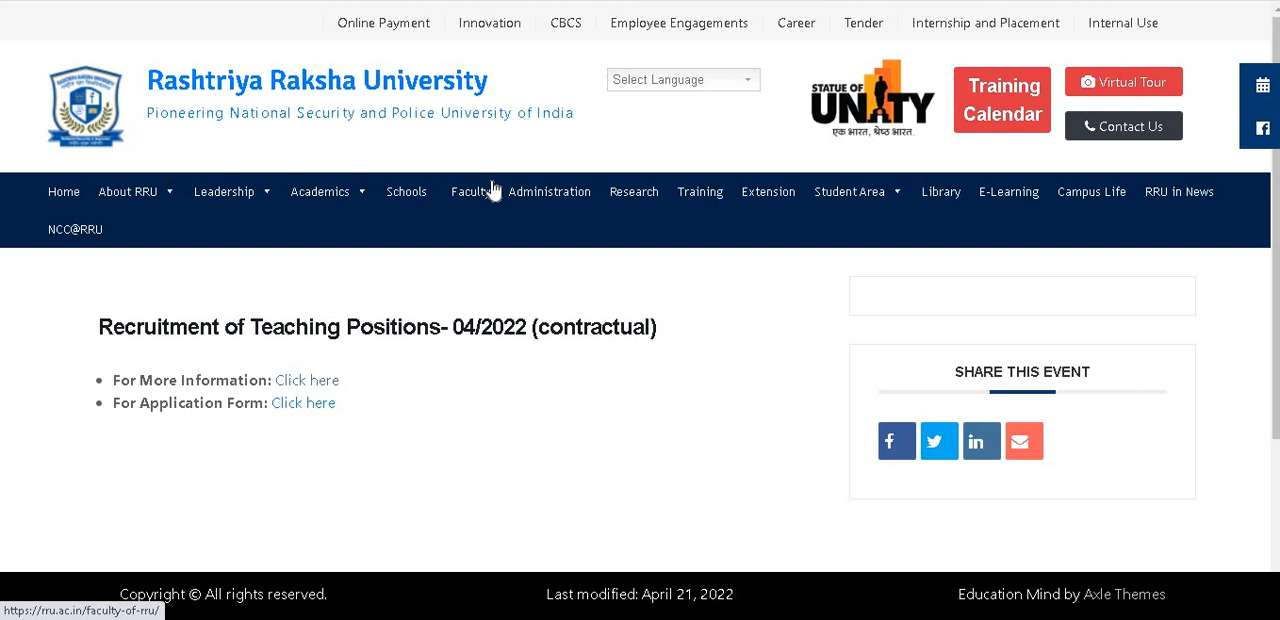 Online Payment Innovation CBCS Employee Engagements Career Tender Internship and Placement Internal Use
Rashtriya Raksha University
Pioneering National Security and Police University of India
Select Language
STATUE OF
UNITY
एक भारत, श्रेष्ठ भारत.
Training
Calendar
Virtual Tour
Contact Us
Home About RRU Leadership Academics Schools Faculty Administration Research Training Extension Student Area Library E-Learning Campus Life RRU in News
NCC@RRU
Recruitment of Teaching Positions- 04/2022 (contractual)
For More Information: Click here
For Application Form: Click here
SHARE THIS EVENT
Copyright © All rights reserved. Last modified: April 21, 2022 Education Mind by Axle Themes
https://rru.ac.in/faculty-of-rru/